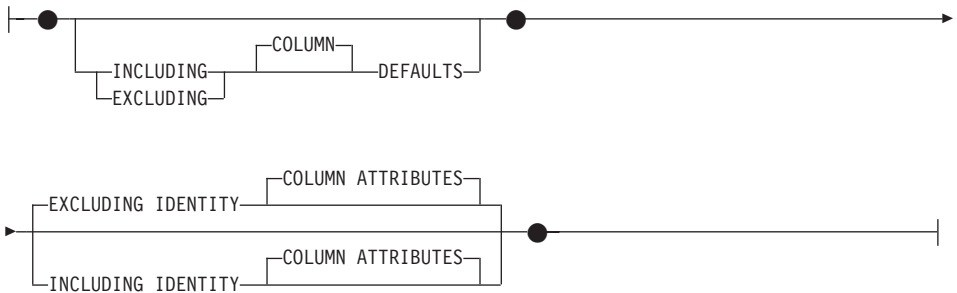 COLUMN
INCLUDING DEFAULTS
EXCLUDING
COLUMN ATTRIBUTES
EXCLUDING IDENTITY
COLUMN ATTRIBUTES
INCLUDING IDENTITY